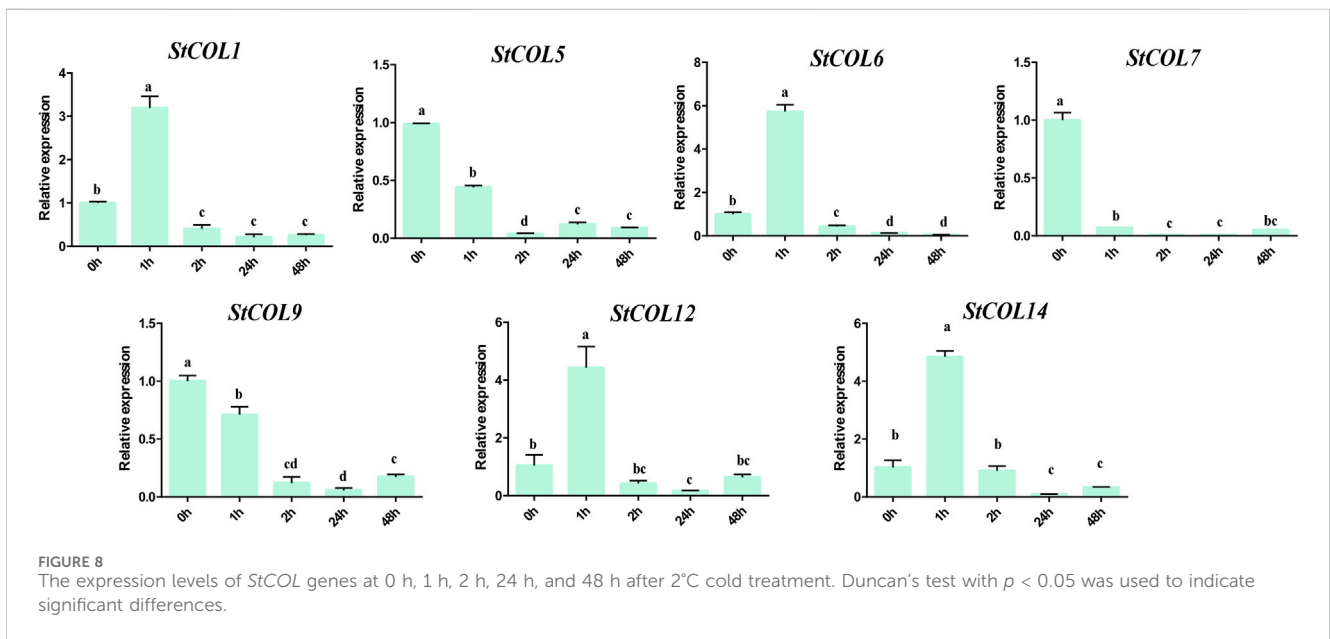 StCOL1
Relative expression
4
3
2
1
0
b
a
c
c
c
0h
1h
2h
24h
48h
StCOL5
Relative expression
1.5
1.0
0.5
0.0
a
b
d
c
c
0h
1h
2h
24h
48h
StCOL6
Relative expression
8
6
4
2
0
b
a
c
d
d
0h
1h
2h
24h
48h
StCOL7
Relative expression
1.5
1.0
0.5
0.0
a
b
c
c
bc
0h
1h
2h
24h
48h
StCOL9
Relative expression
1.5
1.0
0.5
0.0
a
b
cd
d
c
0h
1h
2h
24h
48h
StCOL12
Relative expression
6
4
2
0
b
a
bc
c
bc
0h
1h
2h
24h
48h
StCOL14
Relative expression
6
4
2
0
b
a
b
c
c
0h
1h
2h
24h
48h
FIGURE 8
The expression levels of StCOL genes at 0 h, 1 h, 2 h, 24 h, and 48 h after 2°C cold treatment. Duncan's test with p < 0.05 was used to indicate
significant differences.